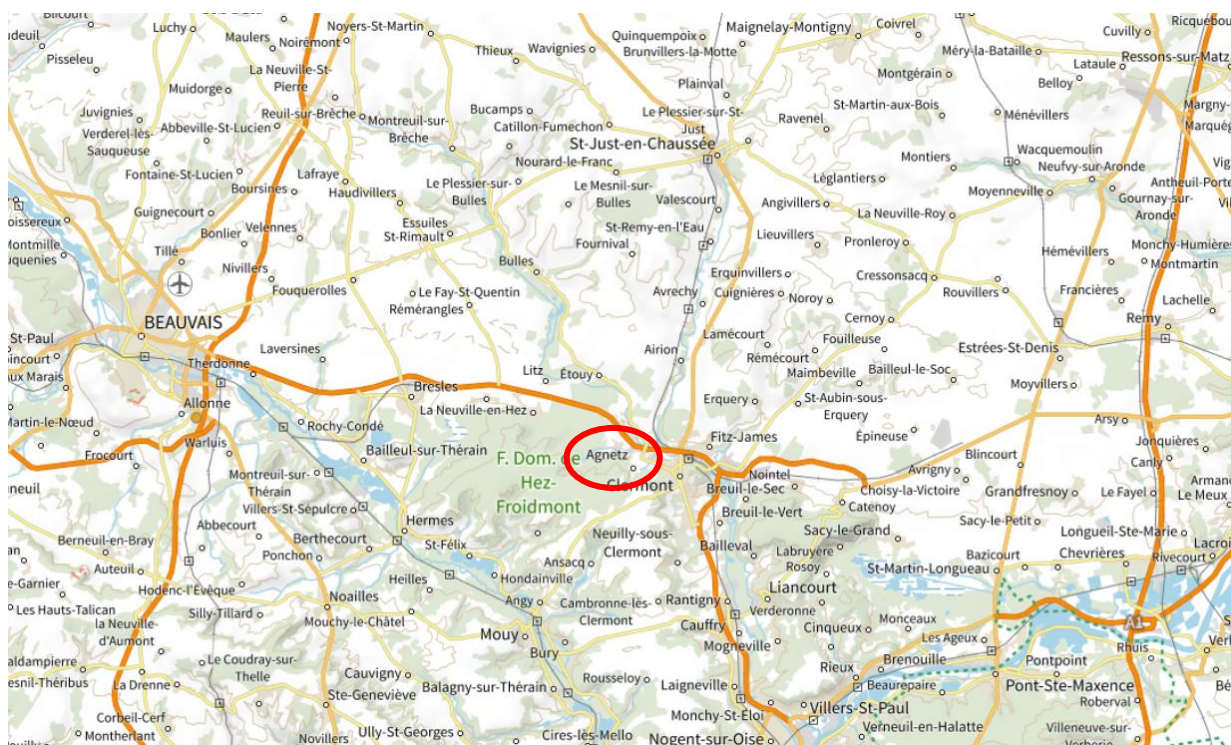 Luchy
Noyers-St-Martin
Quinquempoix
Maignelay-Montigny
Coivrel
Cuvilly
Maulers
Noirémont
Thieux
Wavignies
Brunvillers-la-Motte
Méry-la-Bataille
Lataule
Ressons-sur-Matz
Pisseleu
La Neuville-St-
Pierre
Montgérain
Belloy
Muidorge
Plainval
Juvignies
Reuil-sur-Brèche
Montreuil-sur-
Brèche
Bucamps
Le Plessier-sur-St-
Just
St-Martin-aux-Bois
Ménévillers
Verderel-lès-
Sauqueuse
Abbeville-St-Lucien
Catillon-Fumechon
Ravenel
St-Just-en-Chaussée
Wacquemoulin
Nourard-le-Franc
Montiers
Neufvy-sur-Aronde
Fontaine-St-Lucien
Lafraye
Boursines
Haudivillers
Le Plessier-sur-
Bulles
Le Mesnil-sur-
Bulles
Valescourt
Léglantiers
Moyenneville
Gournay-sur-
Aronde
Guignecourt
Angivillers
La Neuville-Roy
Bonlier
Velennes
Essuiles
St-Rimault
St-Remy-en-l'Eau
Fournival
Lieuvillers
Pronleroy
Hémévillers
Montmartin
Tillé
Nivillers
Bulles
Erquinvillers
Cressonsacq
Fouquerolles
Le Fay-St-Quentin
Rémérangles
Avrechy
Cuignières
Noroy
Rouvillers
Francières
Lachelle
BEAUVAIS
Cernoy
Remy
St-Paul
Lamécourt
Fouilleuse
Laversines
Airion
Rémécourt
Estrées-St-Denis
Therdonne
Litz
Étouy
Maimbeville
Bailleul-le-Soc
Bresles
Moyvillers
Allonne
La Neuville-en-Hez
Erquery
St-Aubin-sous-
Erquery
Arsy
Rochy-Condé
Épineuse
Warluis
Bailleul-sur-Thérain
Fitz-James
Jonquières
Frocourt
F. Dom. de
Hez-
Froidmont
Agnetz
Nointel
Avrigny
Blincourt
Canly
Montreuil-sur-
Thérain
Clermont
Breuil-le-Sec
Choisy-la-Victoire
Grandfresnoy
Le Fayel
Le Meux
Villers-St-Sépulcre
Breuil-le-Vert
Catenoy
Abbecourt
Hermes
Sacy-le-Grand
Sacy-le-Petit
Longueil-Ste-Marie
Berneuil-en-Bray
Berthecourt
St-Félix
Neuilly-sous-
Clermont
Bailleval
Labruyère
Bazicourt
Chevrières
Rivecourt
Auteuil
Ponchon
Ansacq
Rosoy
St-Martin-Longueau
Hodenc-l'Évêque
Heilles
Hondainville
Liancourt
Les Hauts-Talican
Noailles
Angy
Cambronne-lès-
Clermont
Rantigny
Verderonne
la Neuville-
d'Aumont
Silly-Tillard
Mouchy-le-Châtel
Mouy
Cauffry
Cinqueux
Monceaux
A1
Mogneville
Les Ageux
Rhuis
Le Coudray-sur-
Thelle
Bury
Rieux
Brenouille
Pontpoint
La Drenne
Cauvigny
Balagny-sur-Thérain
Rousseloy
Laigneville
Beaurepaire
Pont-Ste-Maxence
Ste-Geneviève
Roberval
Corbeil-Cerf
Monchy-St-Éloi
Villers-St-Paul
Montherlant
Novillers
Ully-St-Georges
Cires-lès-Mello
Nogent-sur-Oise
Verneuil-en-Halatte
Villeneuve-sur-
Verberie